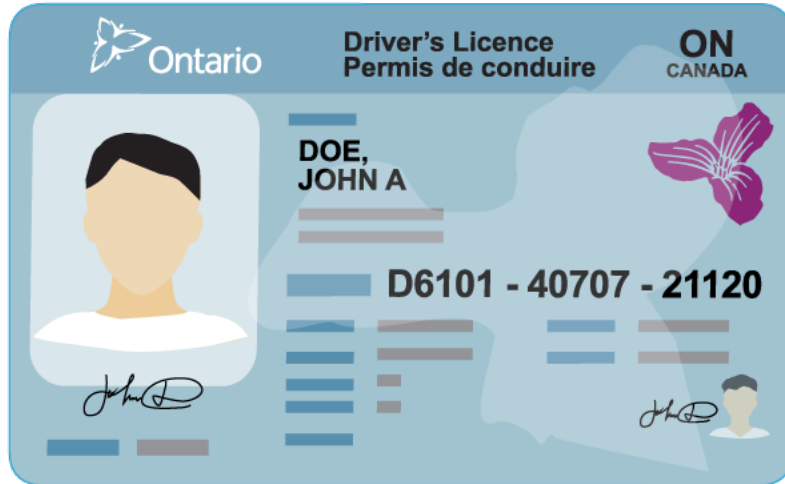 Ontario
Driver's Licence
Permis de conduire
ON
CANADA
DOE,
JOHN A
D6101 - 40707 - 21120